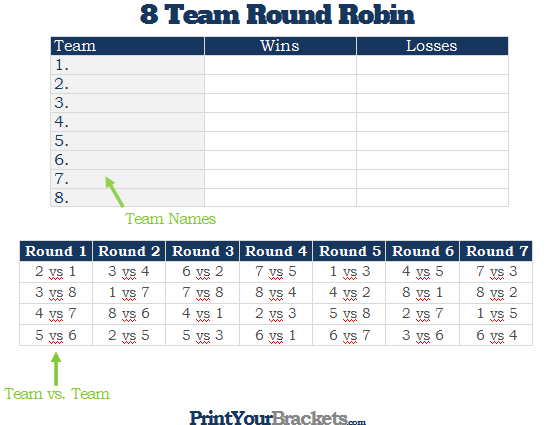 8 Team Round Robin
Team Wins Losses
1.
2.
3.
4.
5.
6.
7.
8.
Team Names
Round 1 Round 2 Round 3 Round 4 Round 5 Round 6 Round 7
2 vs 1 3 vs 4 6 vs 2 7 vs 5 1 vs 3 4 vs 5 7 vs 3
3 vs 8 1 vs 7 7 vs 8 8 vs 4 4 vs 2 8 vs 1 8 vs 2
4 vs 7 8 vs 6 4 vs 1 2 vs 3 5 vs 8 2 vs 7 1 vs 5
5 vs 6 2 vs 5 5 vs 3 6 vs 1 6 vs 7 3 vs 6 6 vs 4
Team vs. Team
PrintYourBrackets.com